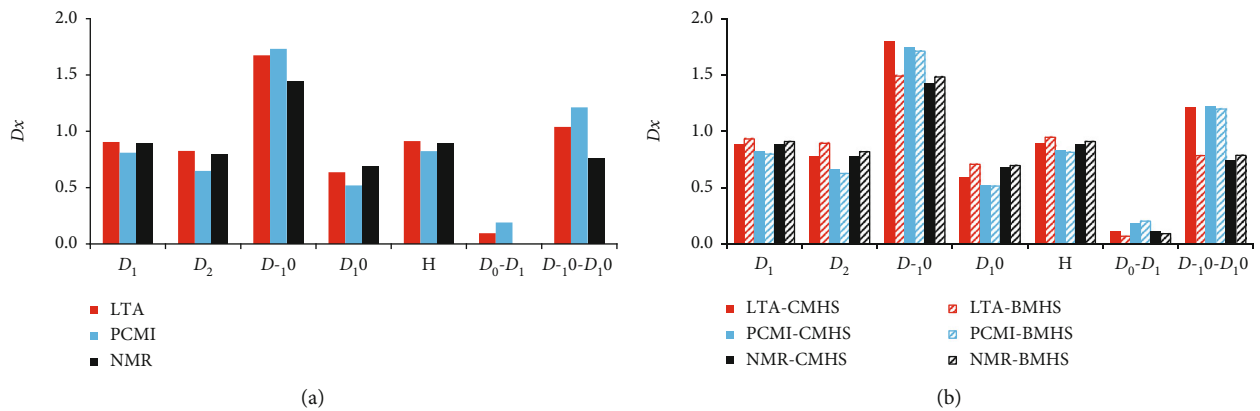 2.0
1.5
1.0
0.5
0.0
Dx
D₁ D₂ D-₁0 D₁0 H D₀-D₁ D-₁0-D₁0
LTA
PCMI
NMR
(a)
2.0
1.5
1.0
0.5
0.0
Dx
D₁ D₂ D-₁0 D₁0 H D₀-D₁ D-₁0-D₁0
LTA-CMHS LTA-BMHS
PCMI-CMHS PCMI-BMHS
NMR-CMHS NMR-BMHS
(b)